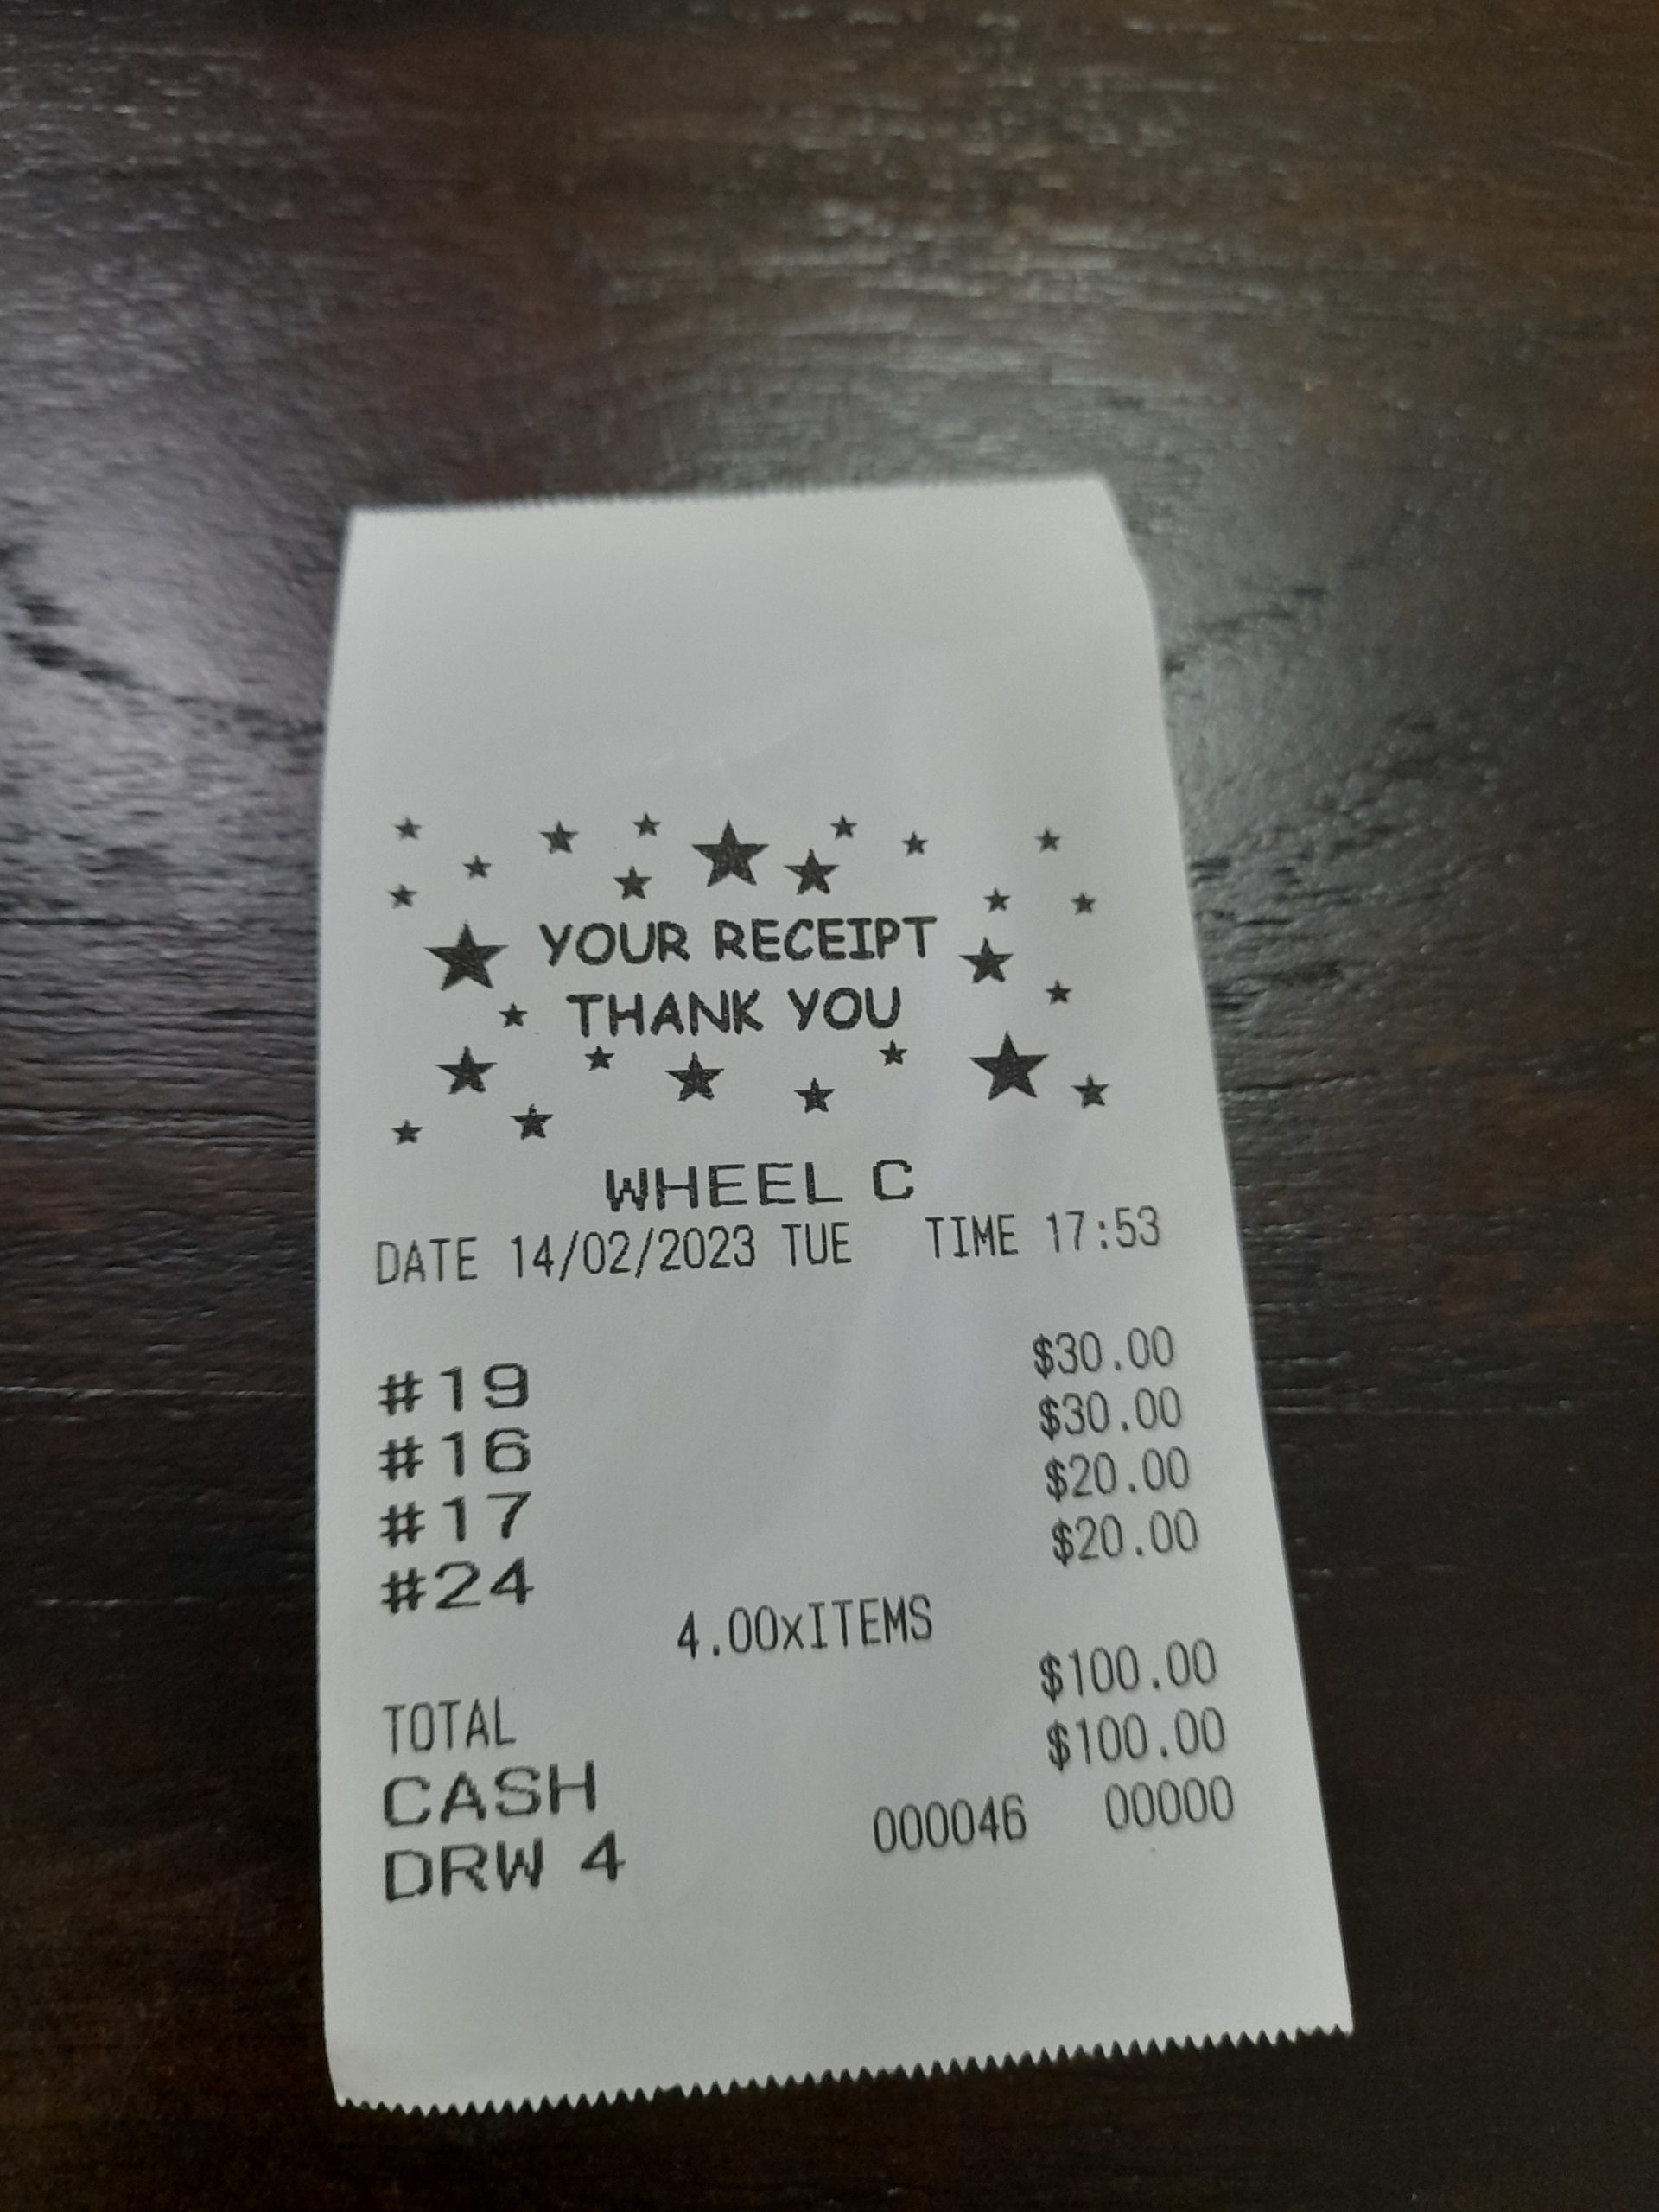 YOUR RECEIPT
THANK YOU
WHEEL C
DATE 14/02/2023 TUE TIME 17:53
#19 $30.00
#16 $30.00
#17 $20.00
#24 $20.00
4.00xITEMS
TOTAL $100.00
CASH $100.00
DRW 4 000046 00000